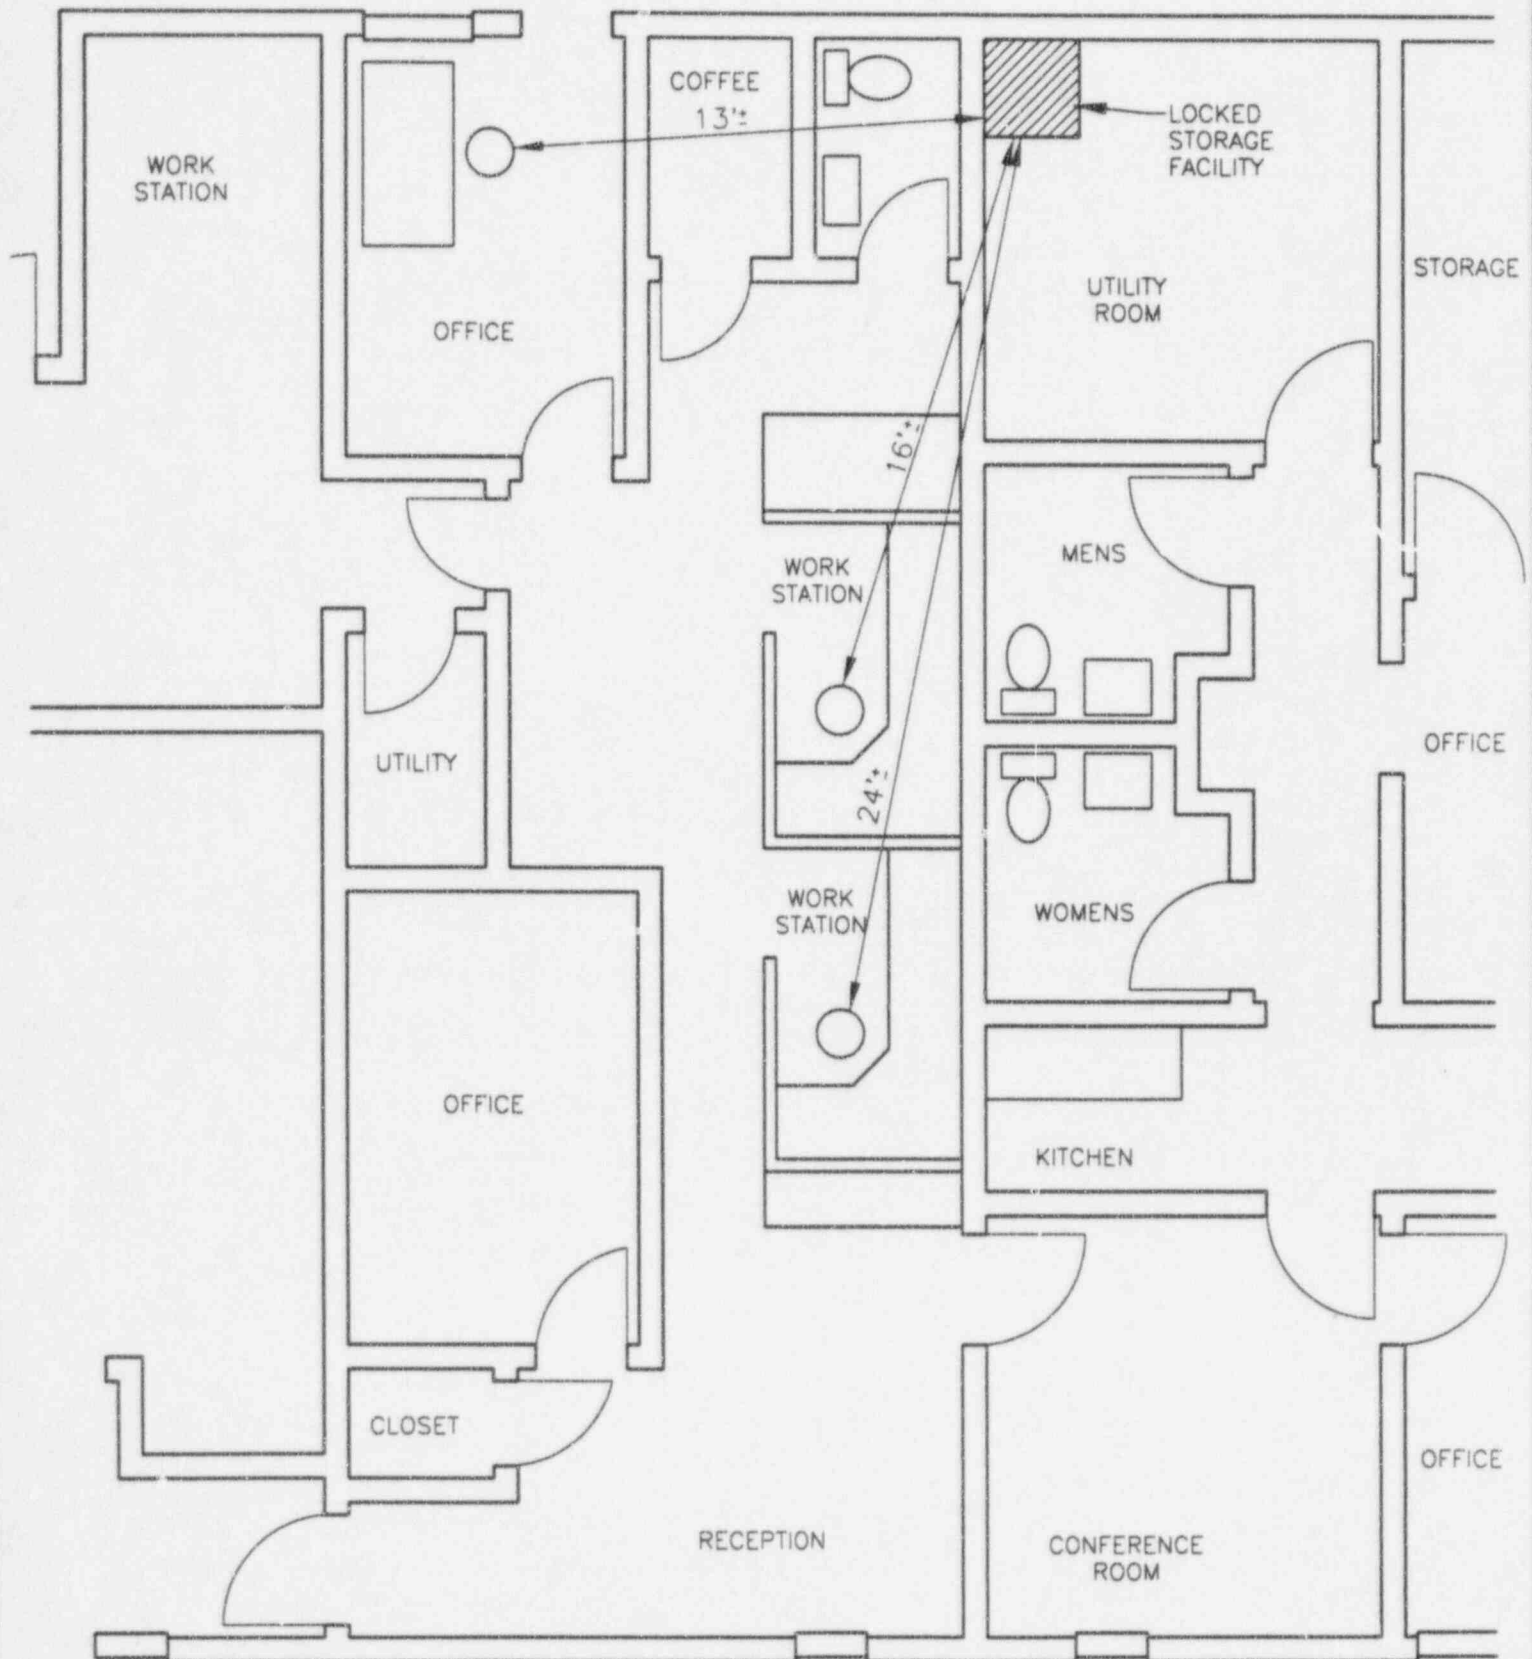 COFFEE
13'±
LOCKED
STORAGE
FACILITY
WORK
STATION
STORAGE
UTILITY
ROOM
OFFICE
16'±
MENS
WORK
STATION
OFFICE
UTILITY
24'±
WORK
STATION
WOMENS
OFFICE
KITCHEN
CLOSET
OFFICE
RECEPTION
CONFERENCE
ROOM